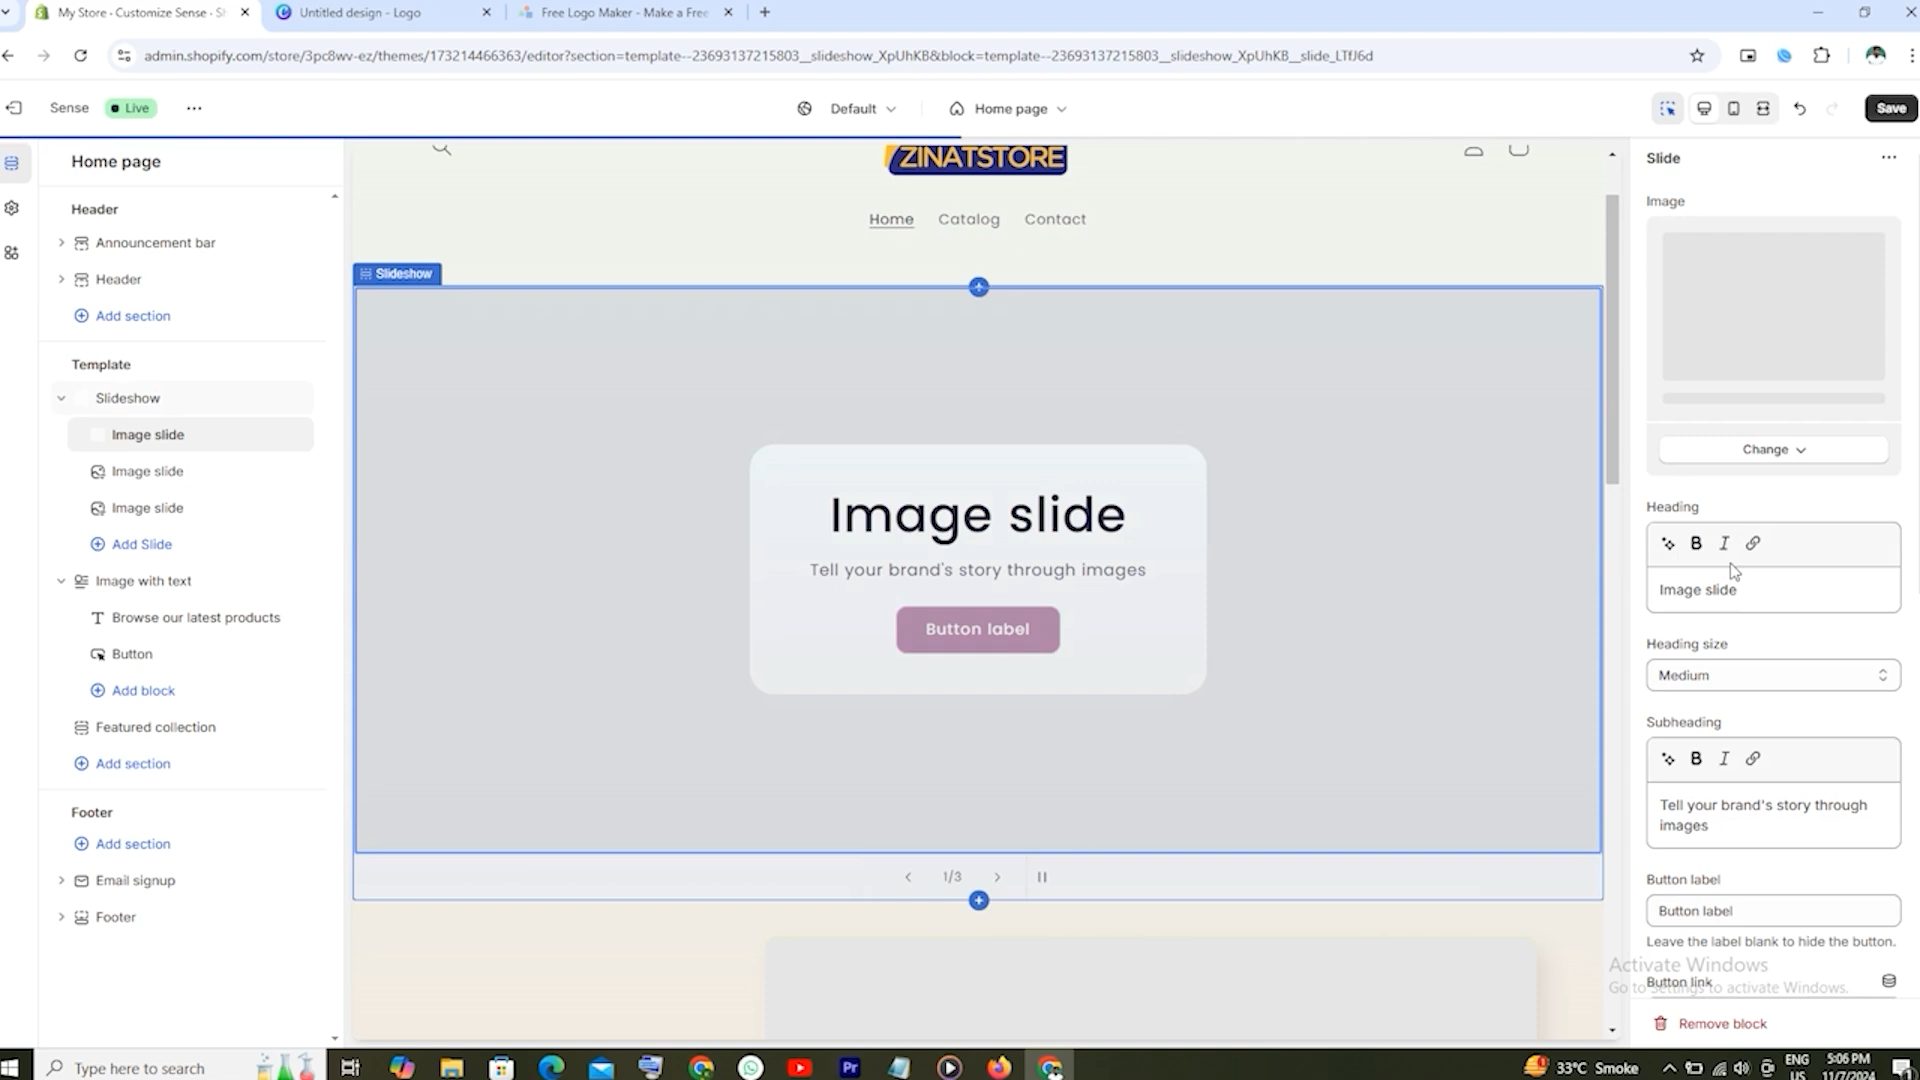 My Store - Customize Sense - Sh
Untitled design - Logo
Free Logo Maker - Make a Free
admin.shopify.com/store/3pc8wv-ez/themes/173214466363/editor?section=template--23693137215803__slideshow_XpUhKB&block=template--23693137215803__slideshow_XpUhKB__slide_LTfJ6d
Sense
Live
Default
Home page
Save
Home page
Header
Announcement bar
Header
Add section
Template
Slideshow
Image slide
Image slide
Image slide
Add Slide
Image with text
Browse our latest products
Button
Add block
Featured collection
Add section
Footer
Add section
Email signup
Footer
ZINATSTORE
Home Catalog Contact
Slideshow
Image slide
Tell your brand's story through images
Button label
1/3
Slide
Image
Change
Heading
B I
Image slide
Heading size
Medium
Subheading
B I
Tell your brand's story through
images
Button label
Button label
Leave the label blank to hide the button.
Activate Windows
Button link
Go to Settings to activate Windows.
Remove block
Type here to search
Pr
33°C Smoke
ENG
US
5:06 PM
11/7/2024